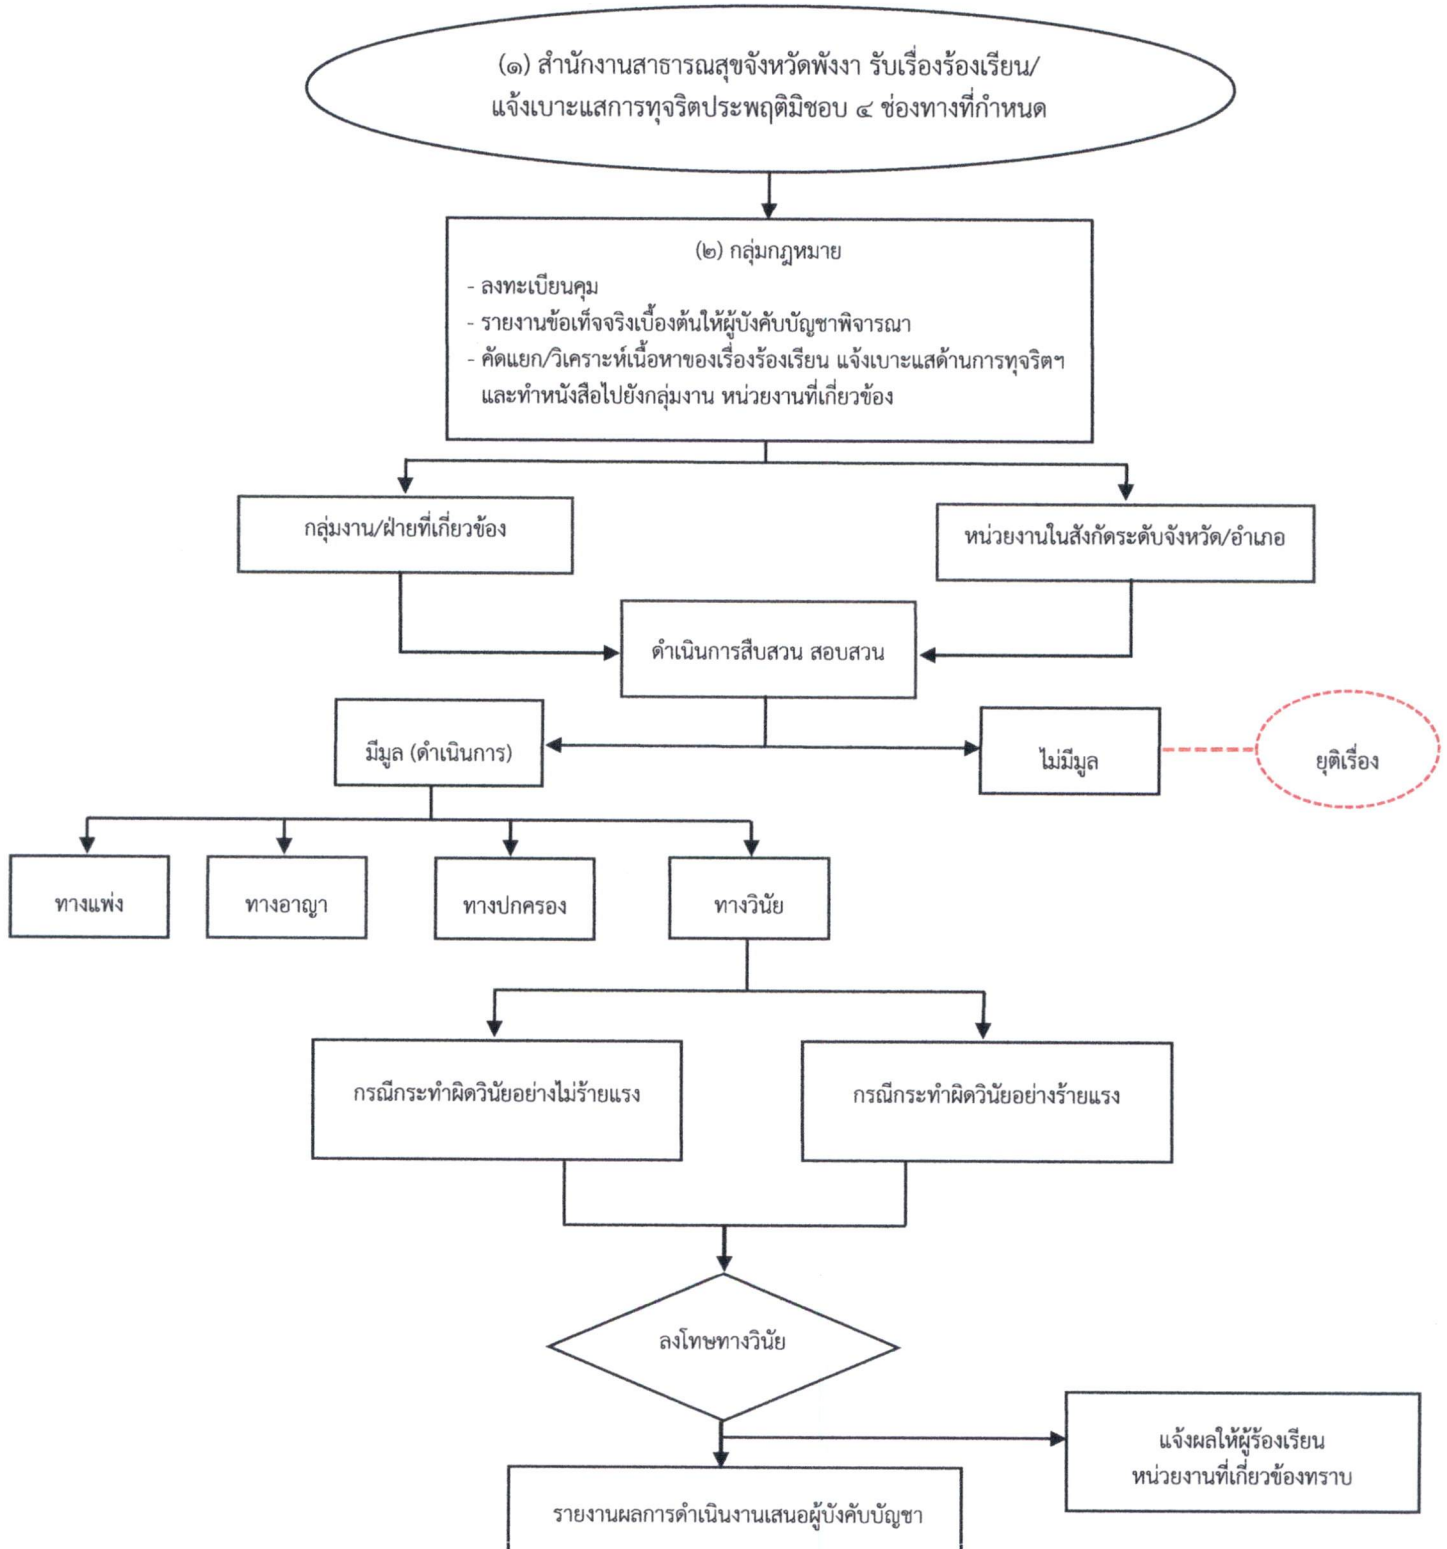 (๑) สำนักงานสาธารณสุขจังหวัดพังงา รับเรื่องร้องเรียน/
แจ้งเบาะแสการทุจริตประพฤติมิชอบ ๔ ช่องทางที่กำหนด
(๒) กลุ่มกฎหมาย
- ลงทะเบียนคุม
- รายงานข้อเท็จจริงเบื้องต้นให้ผู้บังคับบัญชาพิจารณา
- คัดแยก/วิเคราะห์เนื้อหาของเรื่องร้องเรียน แจ้งเบาะแสด้านการทุจริตฯ
และทำหนังสือไปยังกลุ่มงาน หน่วยงานที่เกี่ยวข้อง
กลุ่มงาน/ฝ่ายที่เกี่ยวข้อง
หน่วยงานในสังกัดระดับจังหวัด/อำเภอ
ดำเนินการสืบสวน สอบสวน
มีมูล (ดำเนินการ)
ไม่มีมูล
ยุติเรื่อง
ทางแพ่ง
ทางอาญา
ทางปกครอง
ทางวินัย
กรณีกระทำผิดวินัยอย่างไม่ร้ายแรง
กรณีกระทำผิดวินัยอย่างร้ายแรง
ลงโทษทางวินัย
แจ้งผลให้ผู้ร้องเรียน
หน่วยงานที่เกี่ยวข้องทราบ
รายงานผลการดำเนินงานเสนอผู้บังคับบัญชา